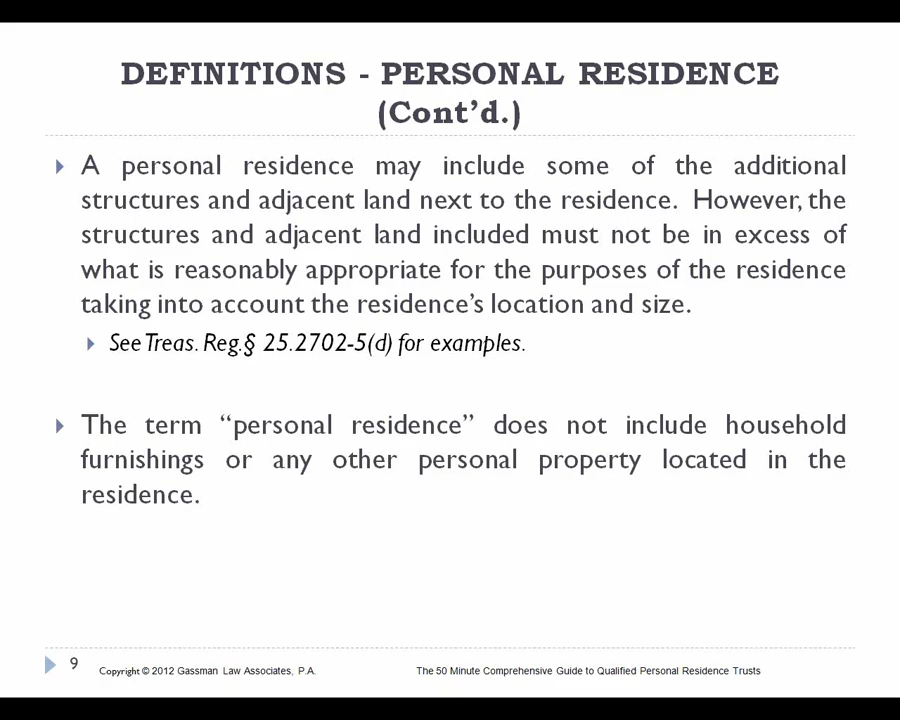 DEFINITIONS - PERSONAL RESIDENCE
(Cont’d.)
A personal residence may include some of the additional
structures and adjacent land next to the residence. However, the
structures and adjacent land included must not be in excess of
what is reasonably appropriate for the purposes of the residence
taking into account the residence’s location and size.
See Treas. Reg.§ 25.2702-5(d) for examples.
The term “personal residence” does not include household
furnishings or any other personal property located in the
residence.
9 Copyright © 2012 Gassman Law Associates, P.A. The 50 Minute Comprehensive Guide to Qualified Personal Residence Trusts